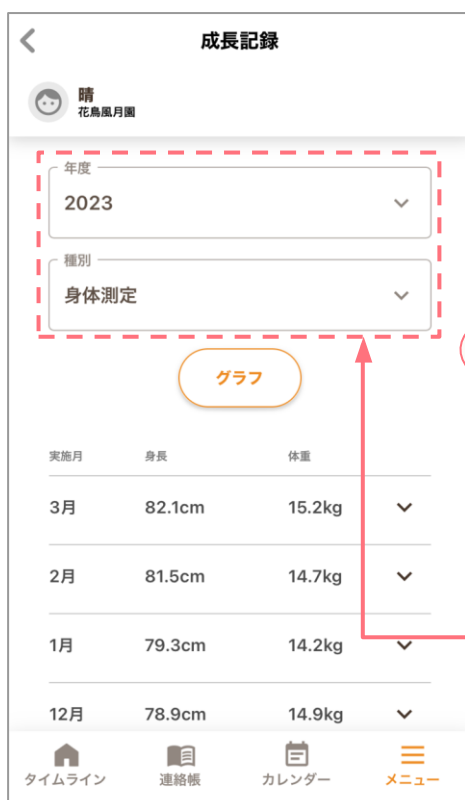 成長記録
晴
花鳥風月園
年度
2023
種別
身体測定
グラフ
実施月 身長 体重
3月 82.1cm 15.2kg
2月 81.5cm 14.7kg
1月 79.3cm 14.2kg
12月 78.9cm 14.9kg
タイムライン 連絡帳 カレンダー メニュー